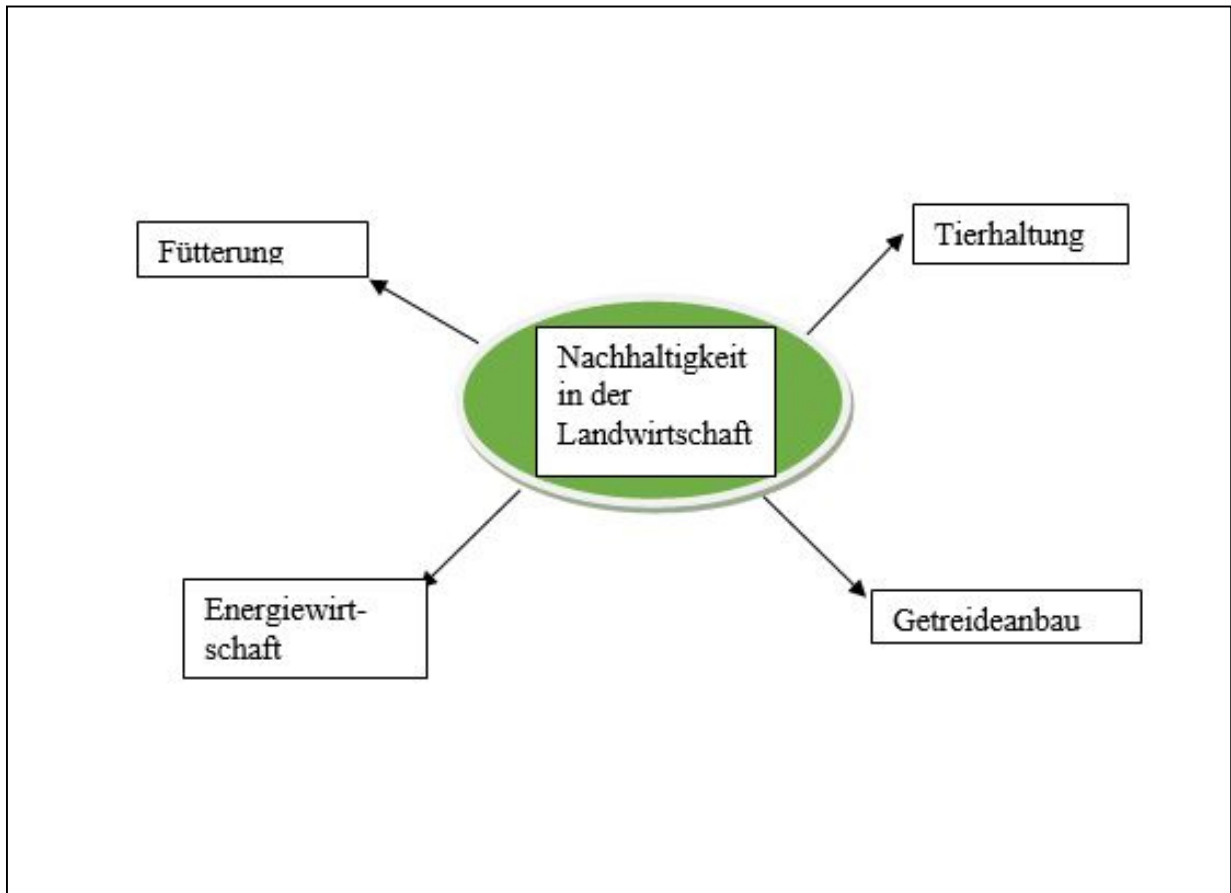 Fütterung
Tierhaltung
Nachhaltigkeit
in der
Landwirtschaft
Energiewirt-
schaft
Getreideanbau